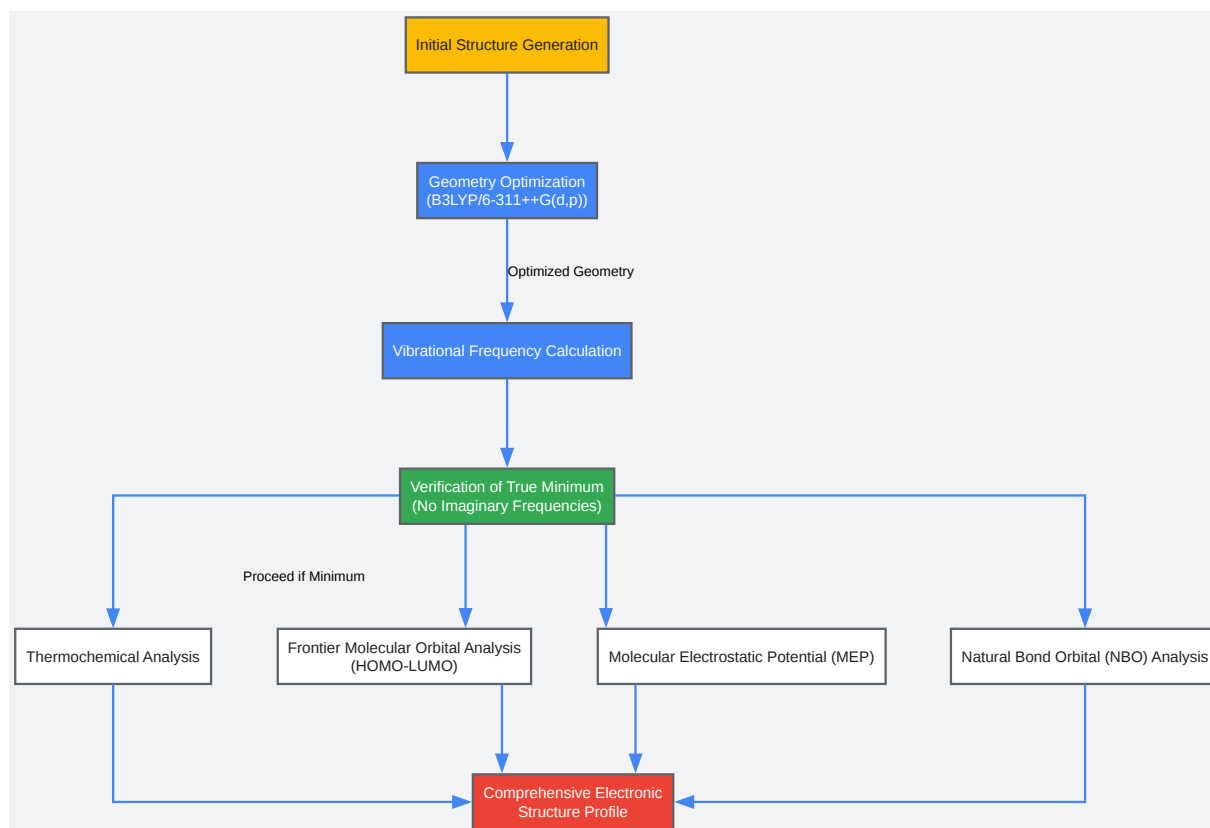 Initial Structure Generation
Geometry Optimization
(B3LYP/6-311++G(d,p))
Optimized Geometry
Vibrational Frequency Calculation
Verification of True Minimum
(No Imaginary Frequencies)
Proceed if Minimum
Thermochemical Analysis
Frontier Molecular Orbital Analysis
(HOMO-LUMO)
Molecular Electrostatic Potential (MEP)
Natural Bond Orbital (NBO) Analysis
Comprehensive Electronic
Structure Profile